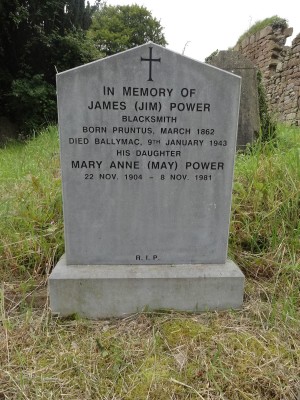 IN MEMORY OF
JAMES (JIM) POWER
BLACKSMITH
BORN PRUNTUS, MARCH 1862
DIED BALLYMAC, 9TH JANUARY 1943
HIS DAUGHTER
MARY ANNE (MAY) POWER
22 NOV. 1904 – 8 NOV. 1981
R.I.P.